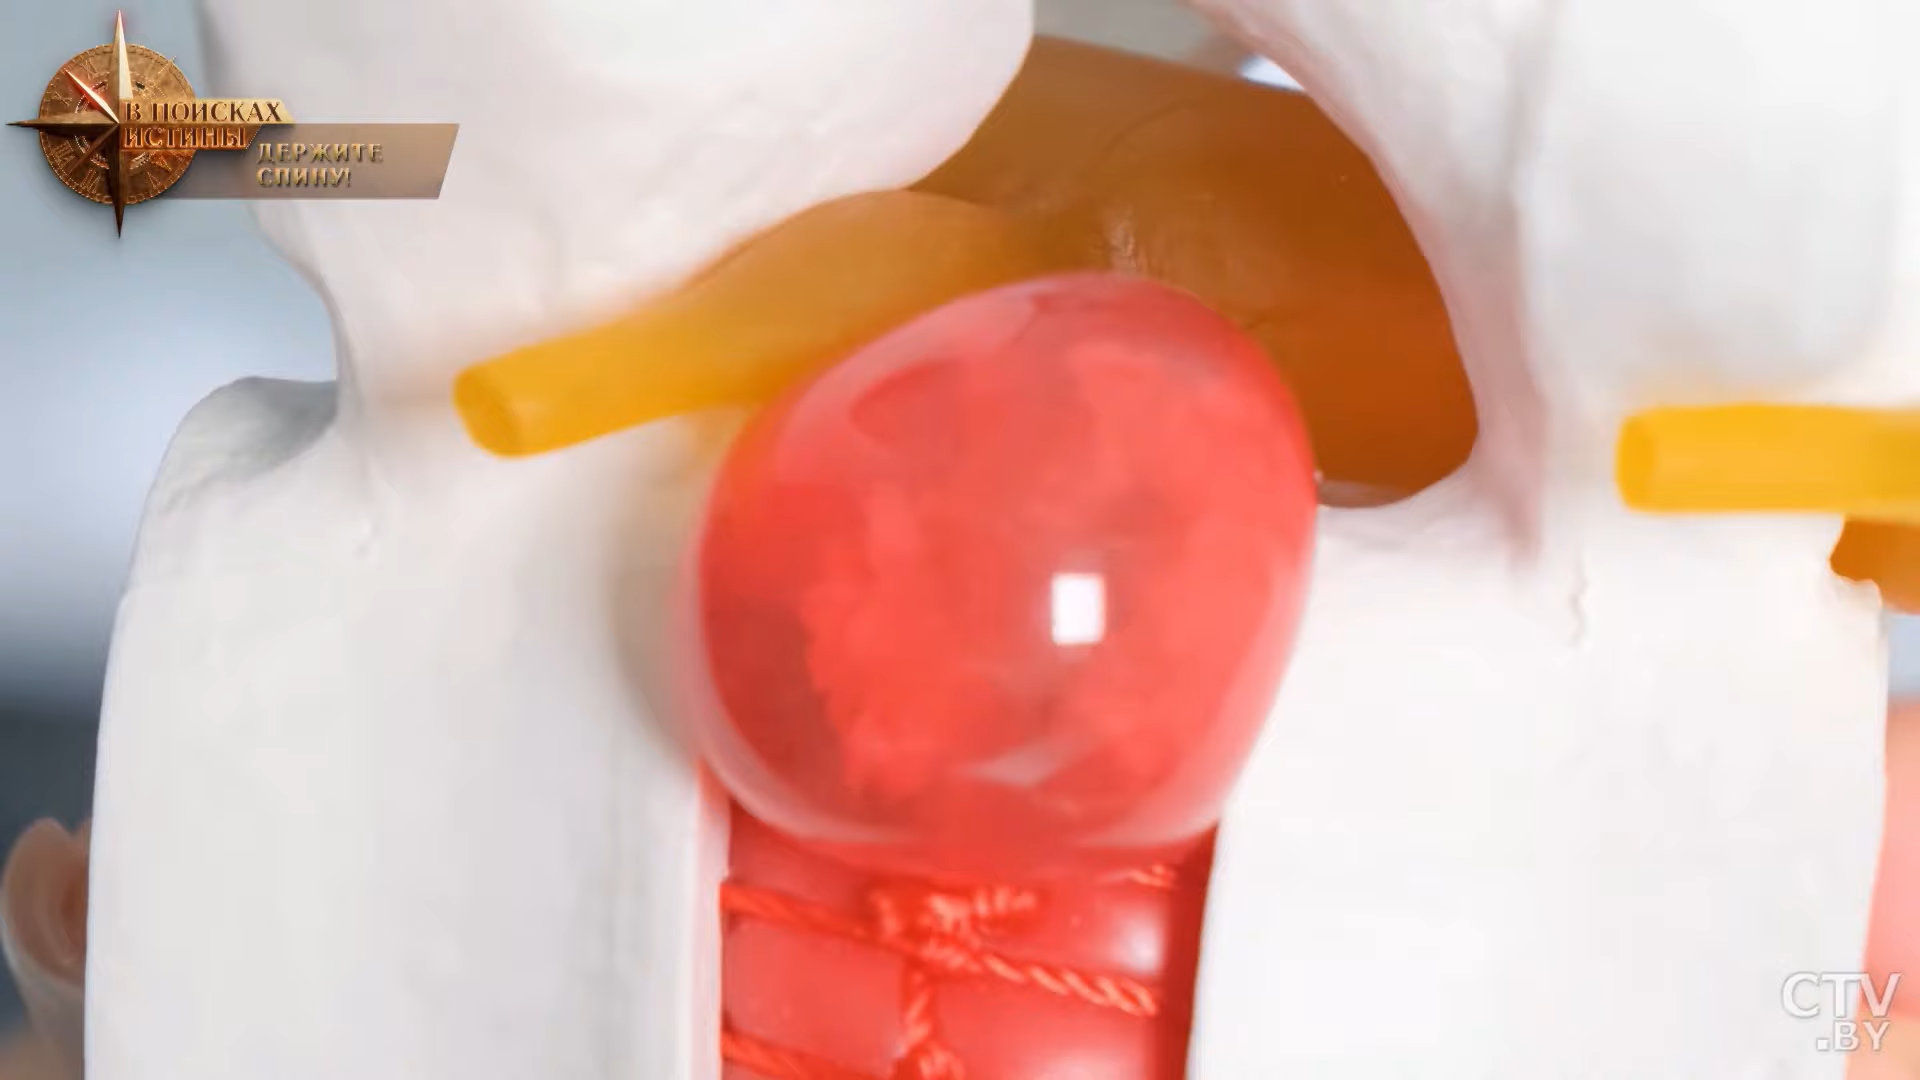 В ПОИСКАХ
ИСТИНЫ
ДЕРЖИТЕ
СПИНУ!
CTV
.BY